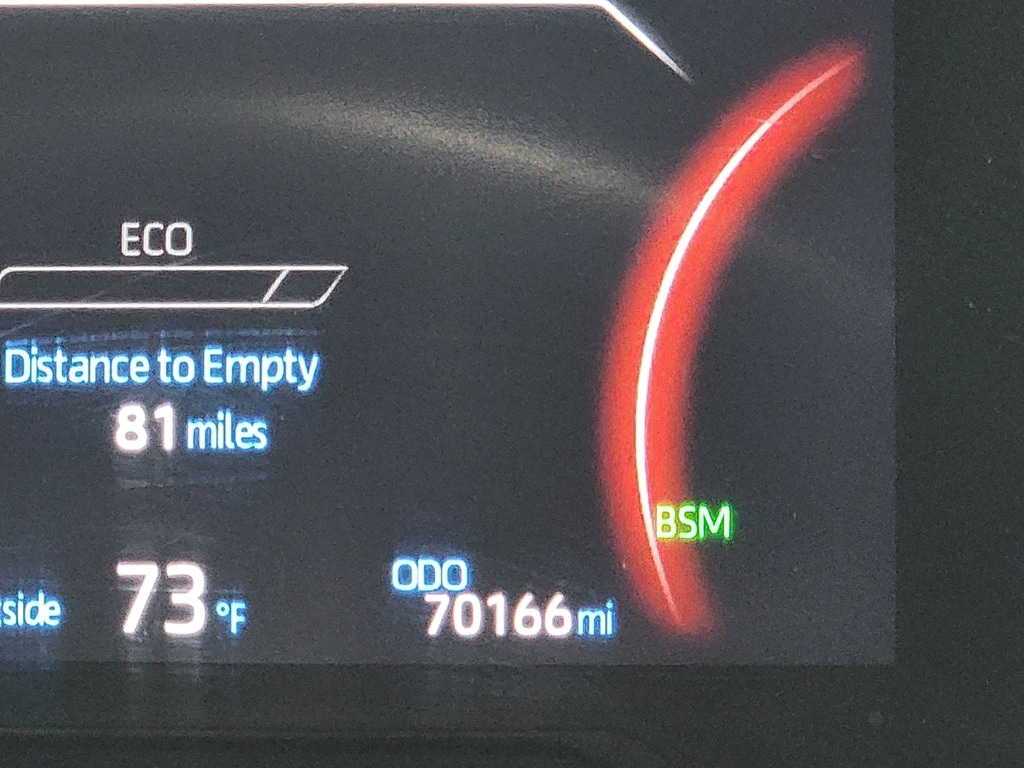 ECO
Distance to Empty
81 miles
BSM
73 °F
ODO
70166 mi